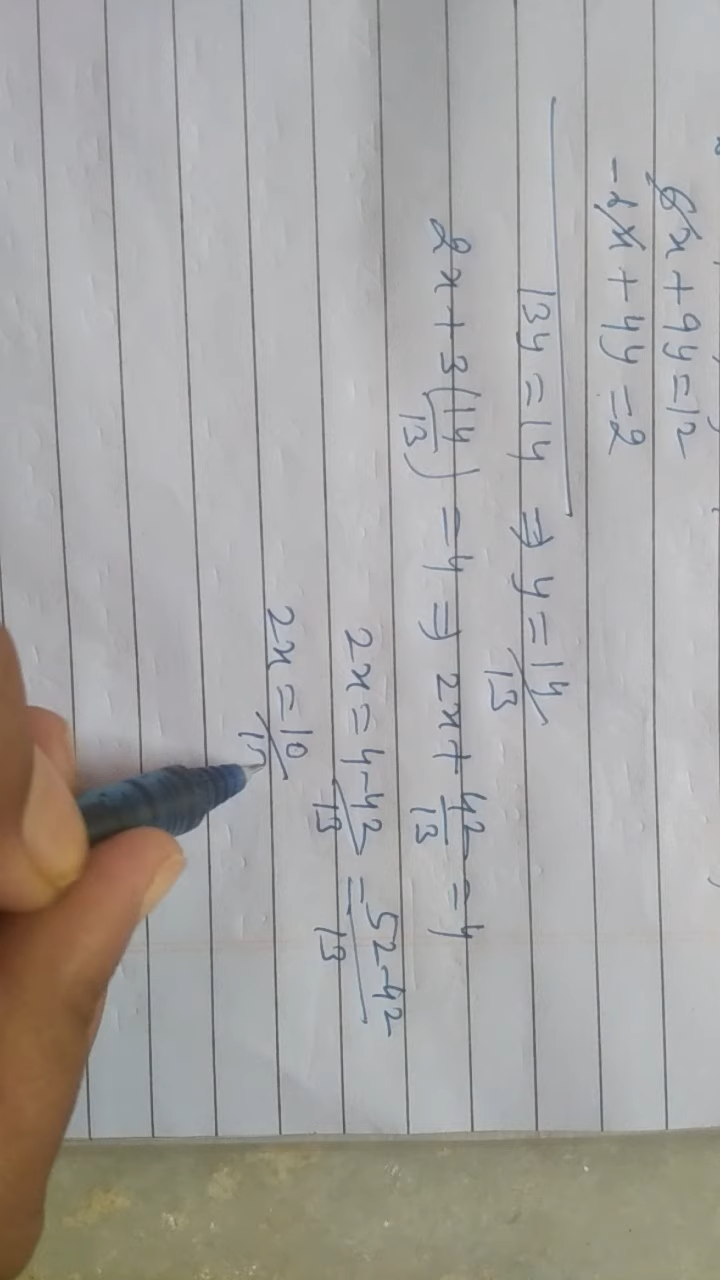 6x + 9y = 12
-6x + 4y = 2
13y = 14 ⇒ y = 14/13
2x + 3(14/13) = 4 ⇒ 2x + 42/13 = 4
2x = 4 - 42/13 = 52-42/13
2x = 10/13